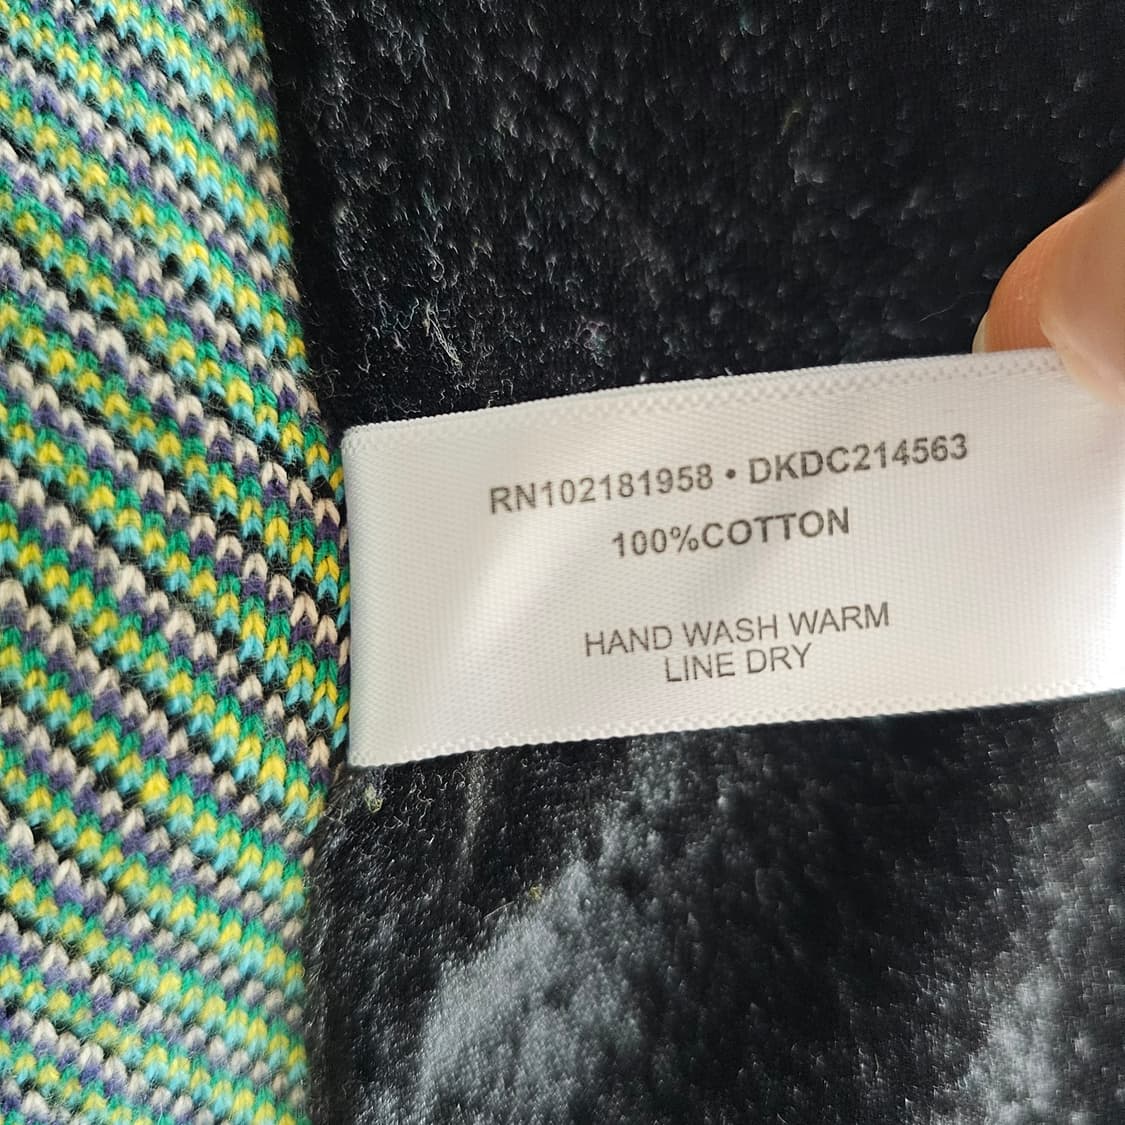 RN102181958 • DKDC214563
100%COTTON
HAND WASH WARM
LINE DRY